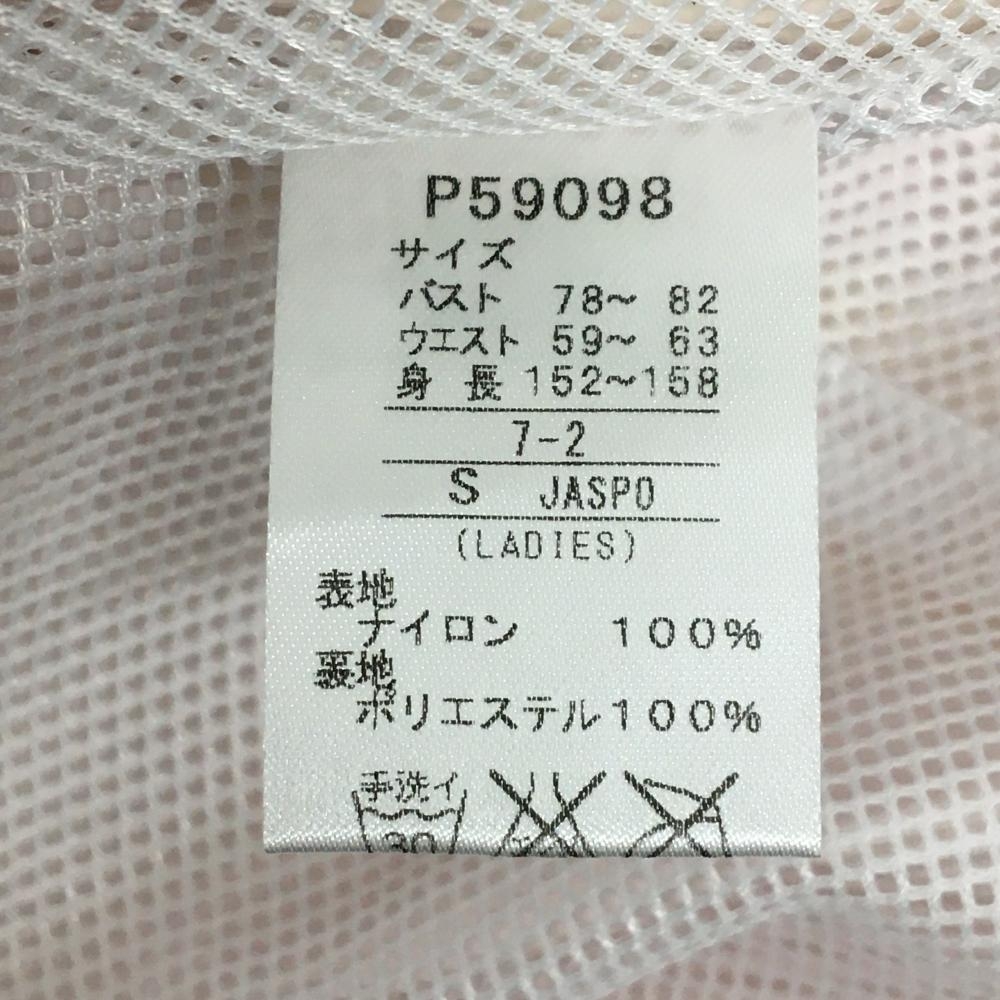 P59098
サイズ
バスト 78〜 82
ウエスト 59〜 63
身 長 152〜158
7-2
S JASPO
(LADIES)
表地
ナイロン 100%
裏地
ポリエステル100%
手洗イ
30